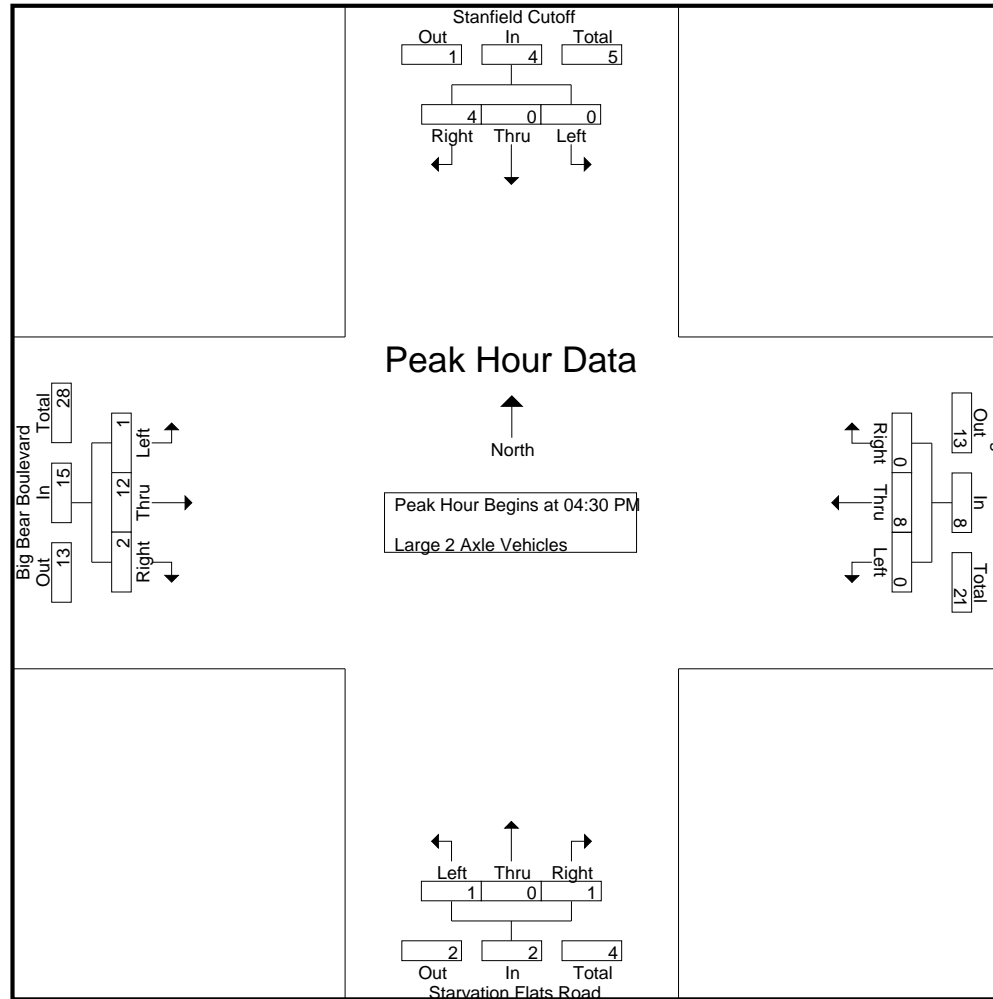 Stanfield Cutoff
Out In Total
1 4 5
4 0 0
Right Thru Left
Peak Hour Data
North
Peak Hour Begins at 04:30 PM
Large 2 Axle Vehicles
Big Bear Boulevard
Total In Out
28 15 13
1 12 2
Left Thru Right
Right Thru Left
0 8 0
13 8 21
Out In Total
Left Thru Right
1 0 1
2 2 4
Out In Total
Starvation Flats Road